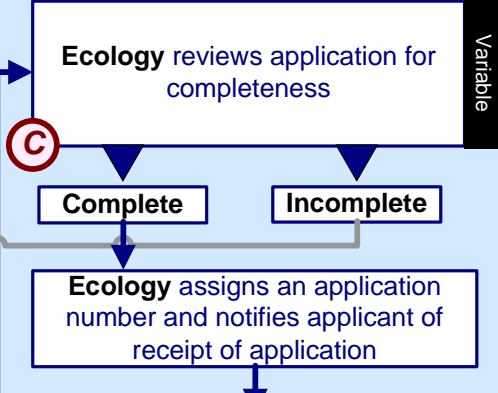 Ecology reviews application for
completeness
Variable
C
Complete
Incomplete
Ecology assigns an application
number and notifies applicant of
receipt of application